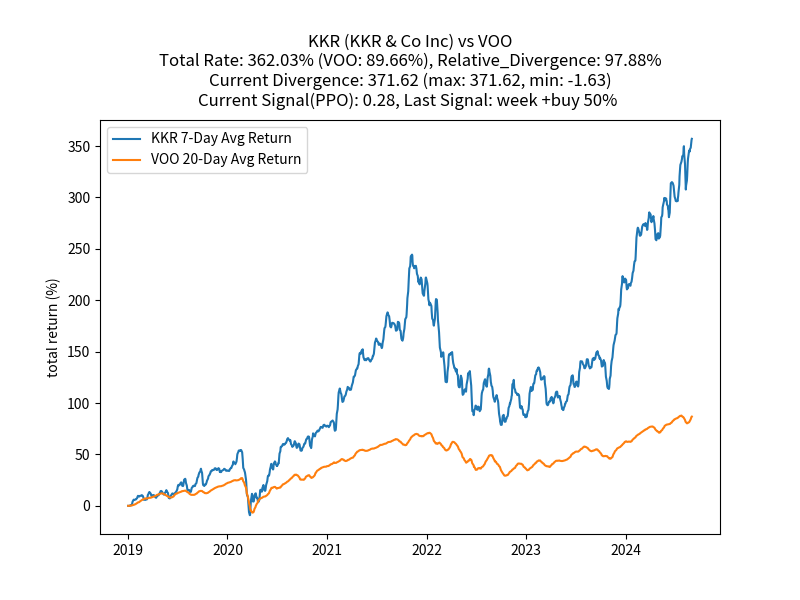 KKR (KKR & Co Inc) vs VOO
Total Rate: 362.03% (VOO: 89.66%), Relative_Divergence: 97.88%
Current Divergence: 371.62 (max: 371.62, min: -1.63)
Current Signal(PPO): 0.28, Last Signal: week +buy 50%
KKR 7-Day Avg Return
VOO 20-Day Avg Return
total return (%)
350
300
250
200
150
100
50
0
2019 2020 2021 2022 2023 2024